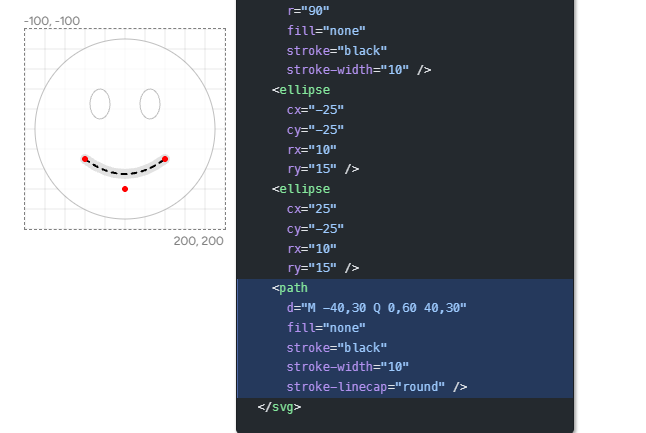 -100, -100
200, 200
r="90"
fill="none"
stroke="black"
stroke-width="10" />
<ellipse
cx="-25"
cy="-25"
rx="10"
ry="15" />
<ellipse
cx="25"
cy="-25"
rx="10"
ry="15" />
<path
d="M -40,30 Q 0,60 40,30"
fill="none"
stroke="black"
stroke-width="10"
stroke-linecap="round" />
</svg>